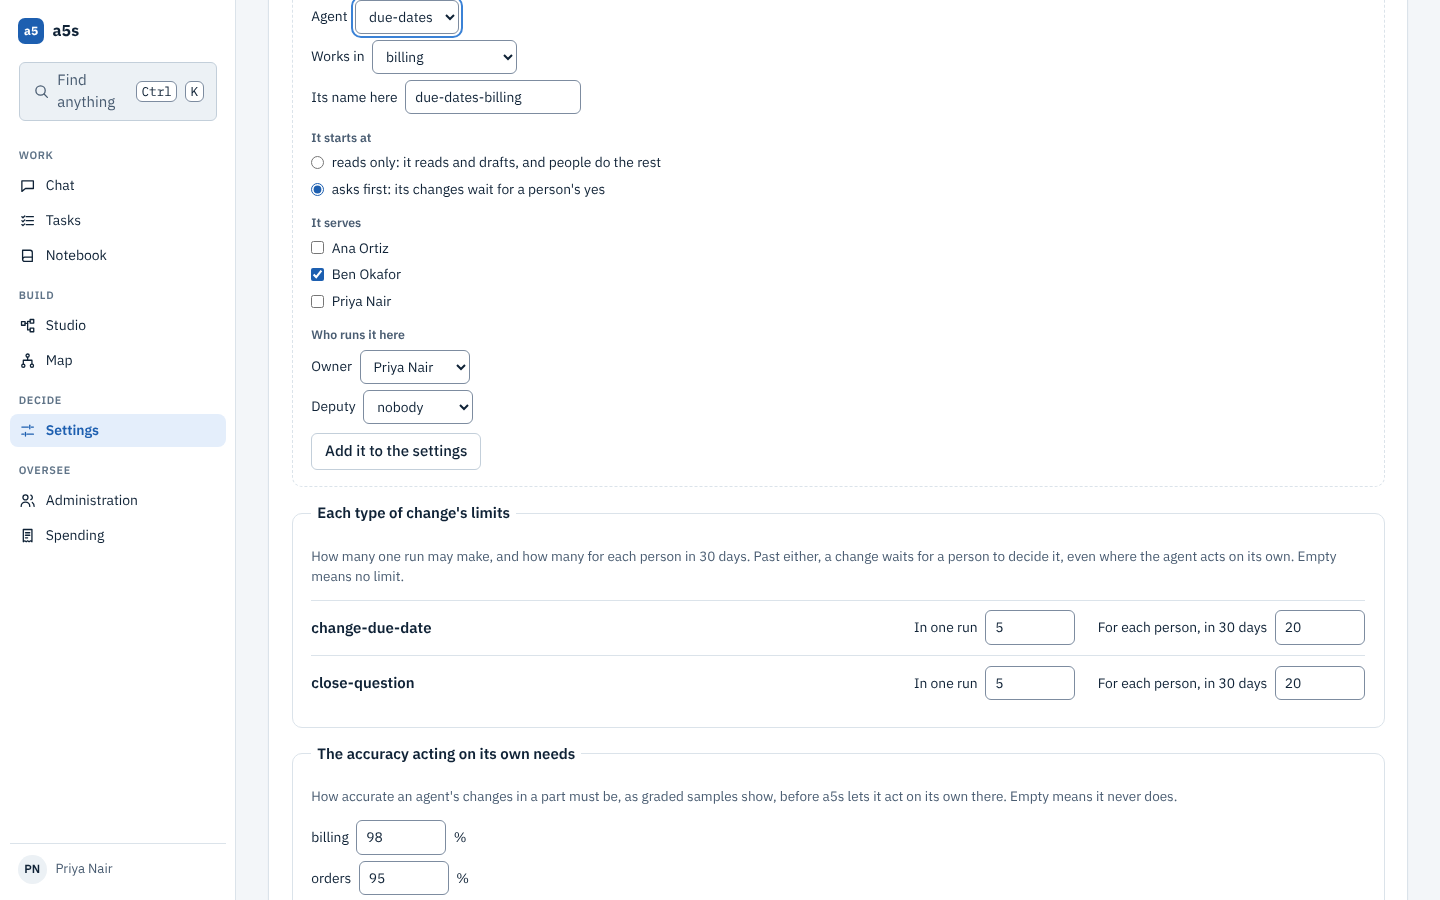 a5 a5s
Find anything Ctrl K
WORK
Chat
Tasks
Notebook
BUILD
Studio
Map
DECIDE
Settings
OVERSEE
Administration
Spending
PN Priya Nair
Agent due-dates
Works in billing
Its name here due-dates-billing
It starts at
reads only: it reads and drafts, and people do the rest
asks first: its changes wait for a person's yes
It serves
Ana Ortiz
Ben Okafor
Priya Nair
Who runs it here
Owner Priya Nair
Deputy nobody
Add it to the settings
Each type of change's limits
How many one run may make, and how many for each person in 30 days. Past either, a change waits for a person to decide it, even where the agent acts on its own. Empty
means no limit.
change-due-date In one run 5 For each person, in 30 days 20
close-question In one run 5 For each person, in 30 days 20
The accuracy acting on its own needs
How accurate an agent's changes in a part must be, as graded samples show, before a5s lets it act on its own there. Empty means it never does.
billing 98 %
orders 95 %